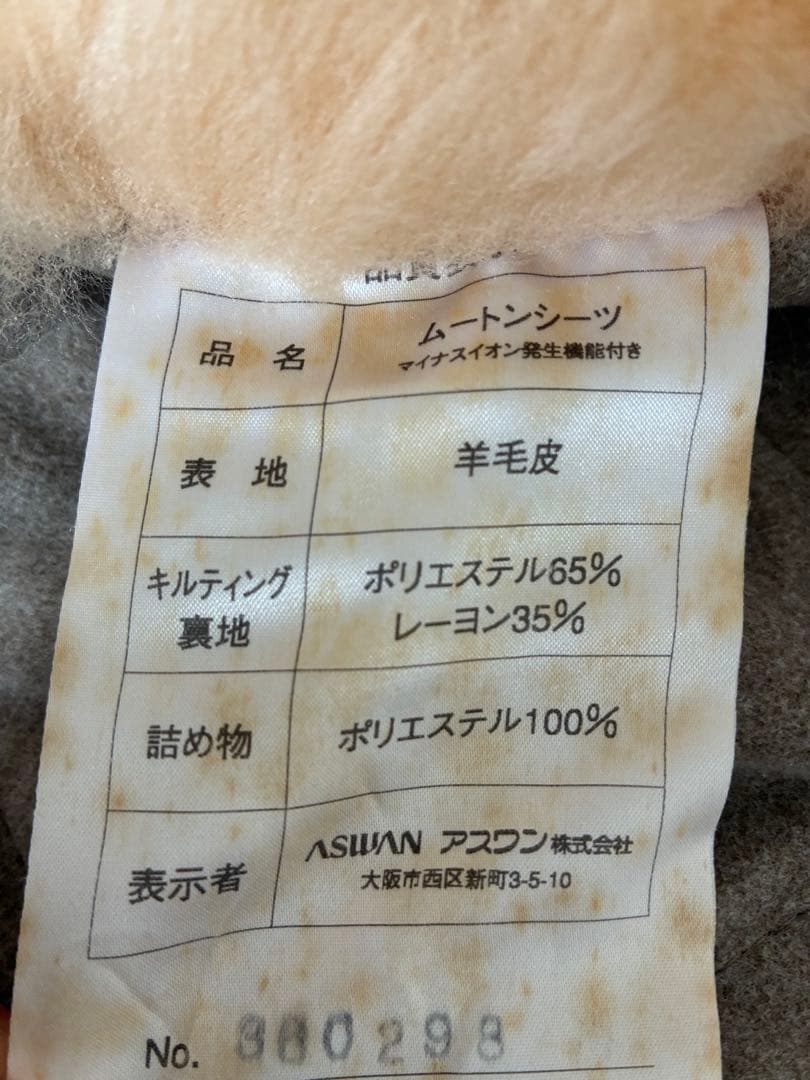 品名
ムートンシーツ
マイナスイオン発生機能付き
表地
羊毛皮
キルティング
裏地
ポリエステル65%
レーヨン35%
詰め物
ポリエステル100%
表示者
ASWAN アスワン株式会社
大阪市西区新町3-5-10
No.